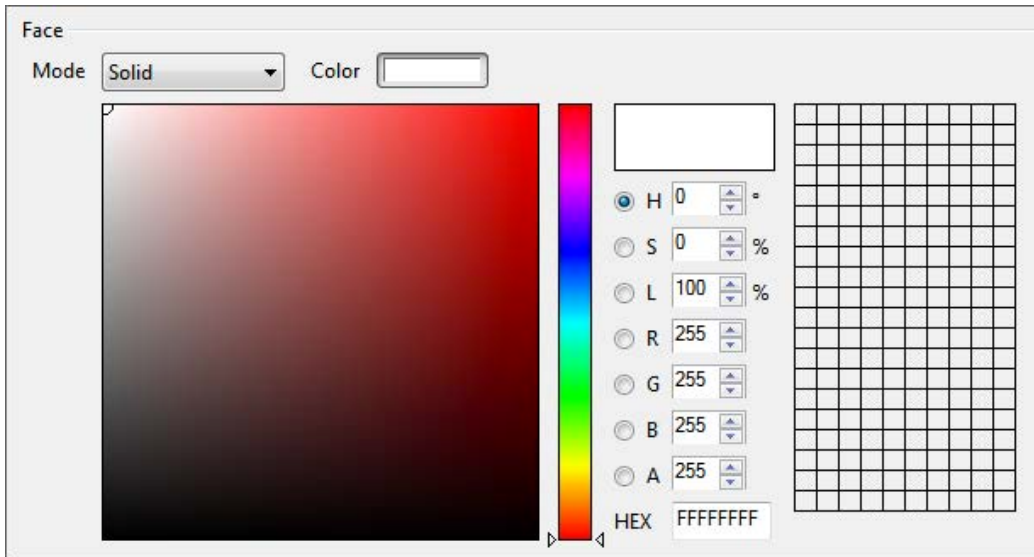 Face
Mode Solid Color
H 0 °
S 0 %
L 100 %
R 255
G 255
B 255
A 255
HEX FFFFFFFF